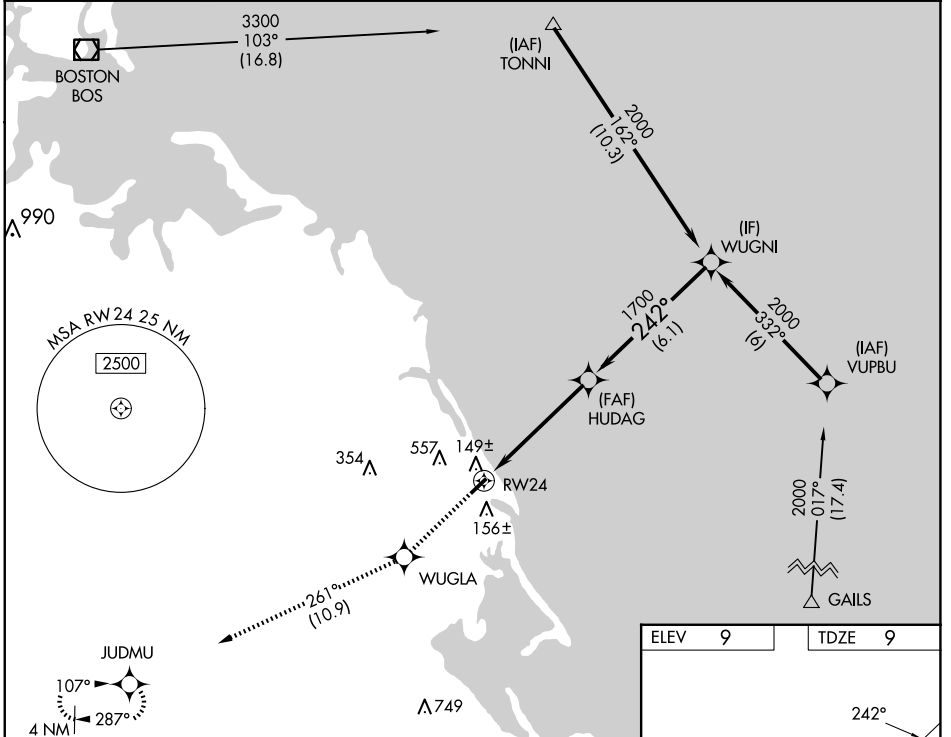 3300
103°
(16.8)
BOSTON
BOS
(IAF)
TONNI
2000
162°
(10.3)
990
(IF)
WUGNI
1700
242°
(6.1)
2000
332°
(6)
(IAF)
VUPBU
MSA RW24 25 NM
2500
(FAF)
HUDAG
354
557
149±
RW24
156±
2000
017°
(17.4)
WUGLA
261°
(10.9)
GAILS
JUDMU
107°
287°
4 NM
749
ELEV 9
TDZE 9
242°